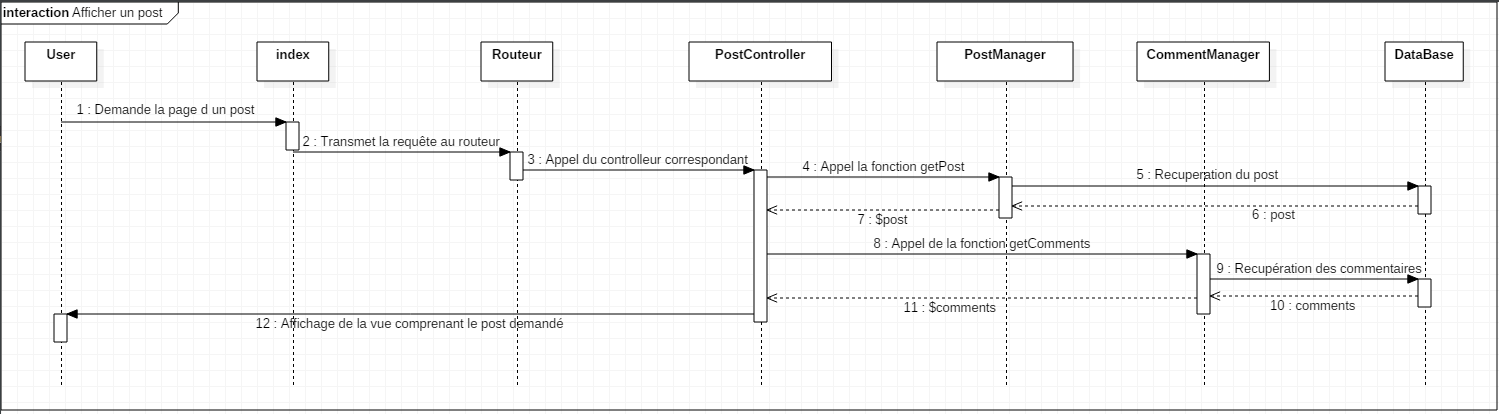 interaction Afficher un post
User
index
Routeur
PostController
PostManager
CommentManager
DataBase
1 : Demande la page d un post
2 : Transmet la requête au routeur
3 : Appel du controlleur correspondant
4 : Appel la fonction getPost
5 : Recuperation du post
6 : post
7 : $post
8 : Appel de la fonction getComments
9 : Recupération des commentaires
10 : comments
11 : $comments
12 : Affichage de la vue comprenant le post demandé